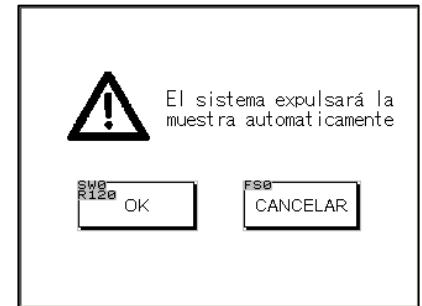 El sistema expulsará la
muestra automaticamente
SW0
R120
OK
FS0
CANCELAR